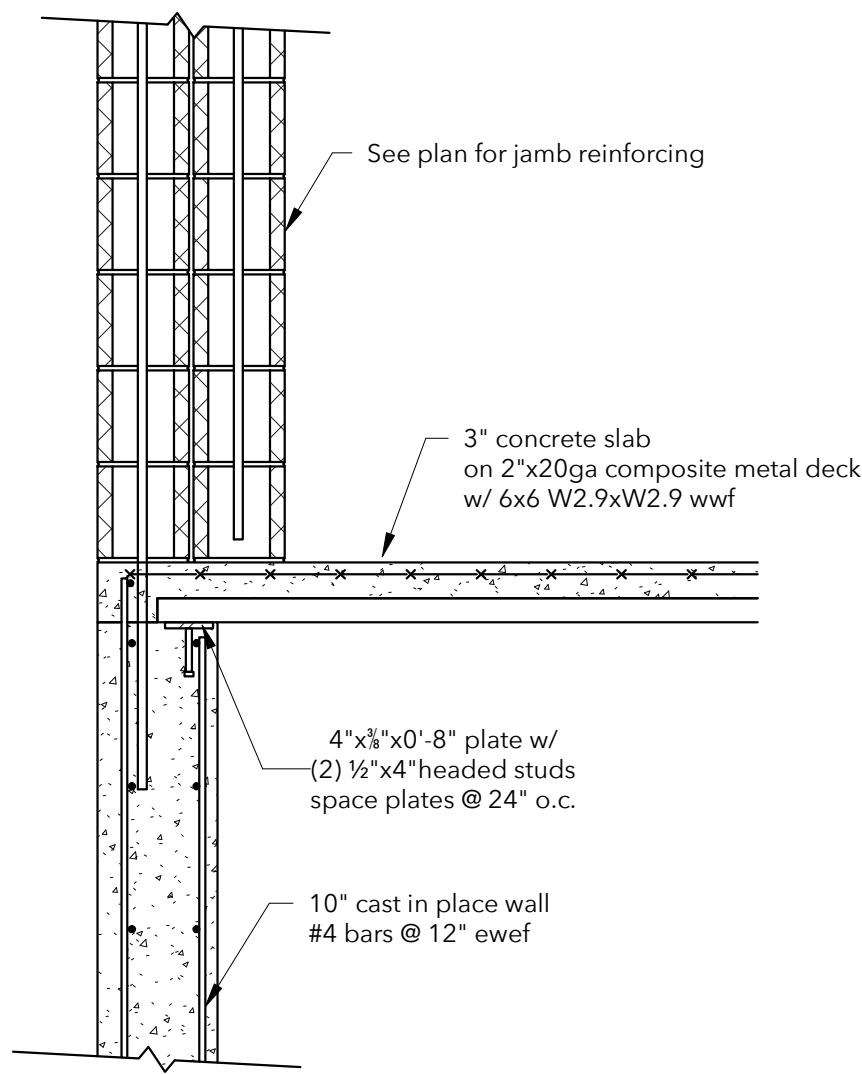 See plan for jamb reinforcing
3" concrete slab
on 2"x20ga composite metal deck
w/ 6x6 W2.9xW2.9 wwf
4"x⅜"x0'-8" plate w/
(2) ½"x4"headed studs
space plates @ 24" o.c.
10" cast in place wall
#4 bars @ 12" ewef